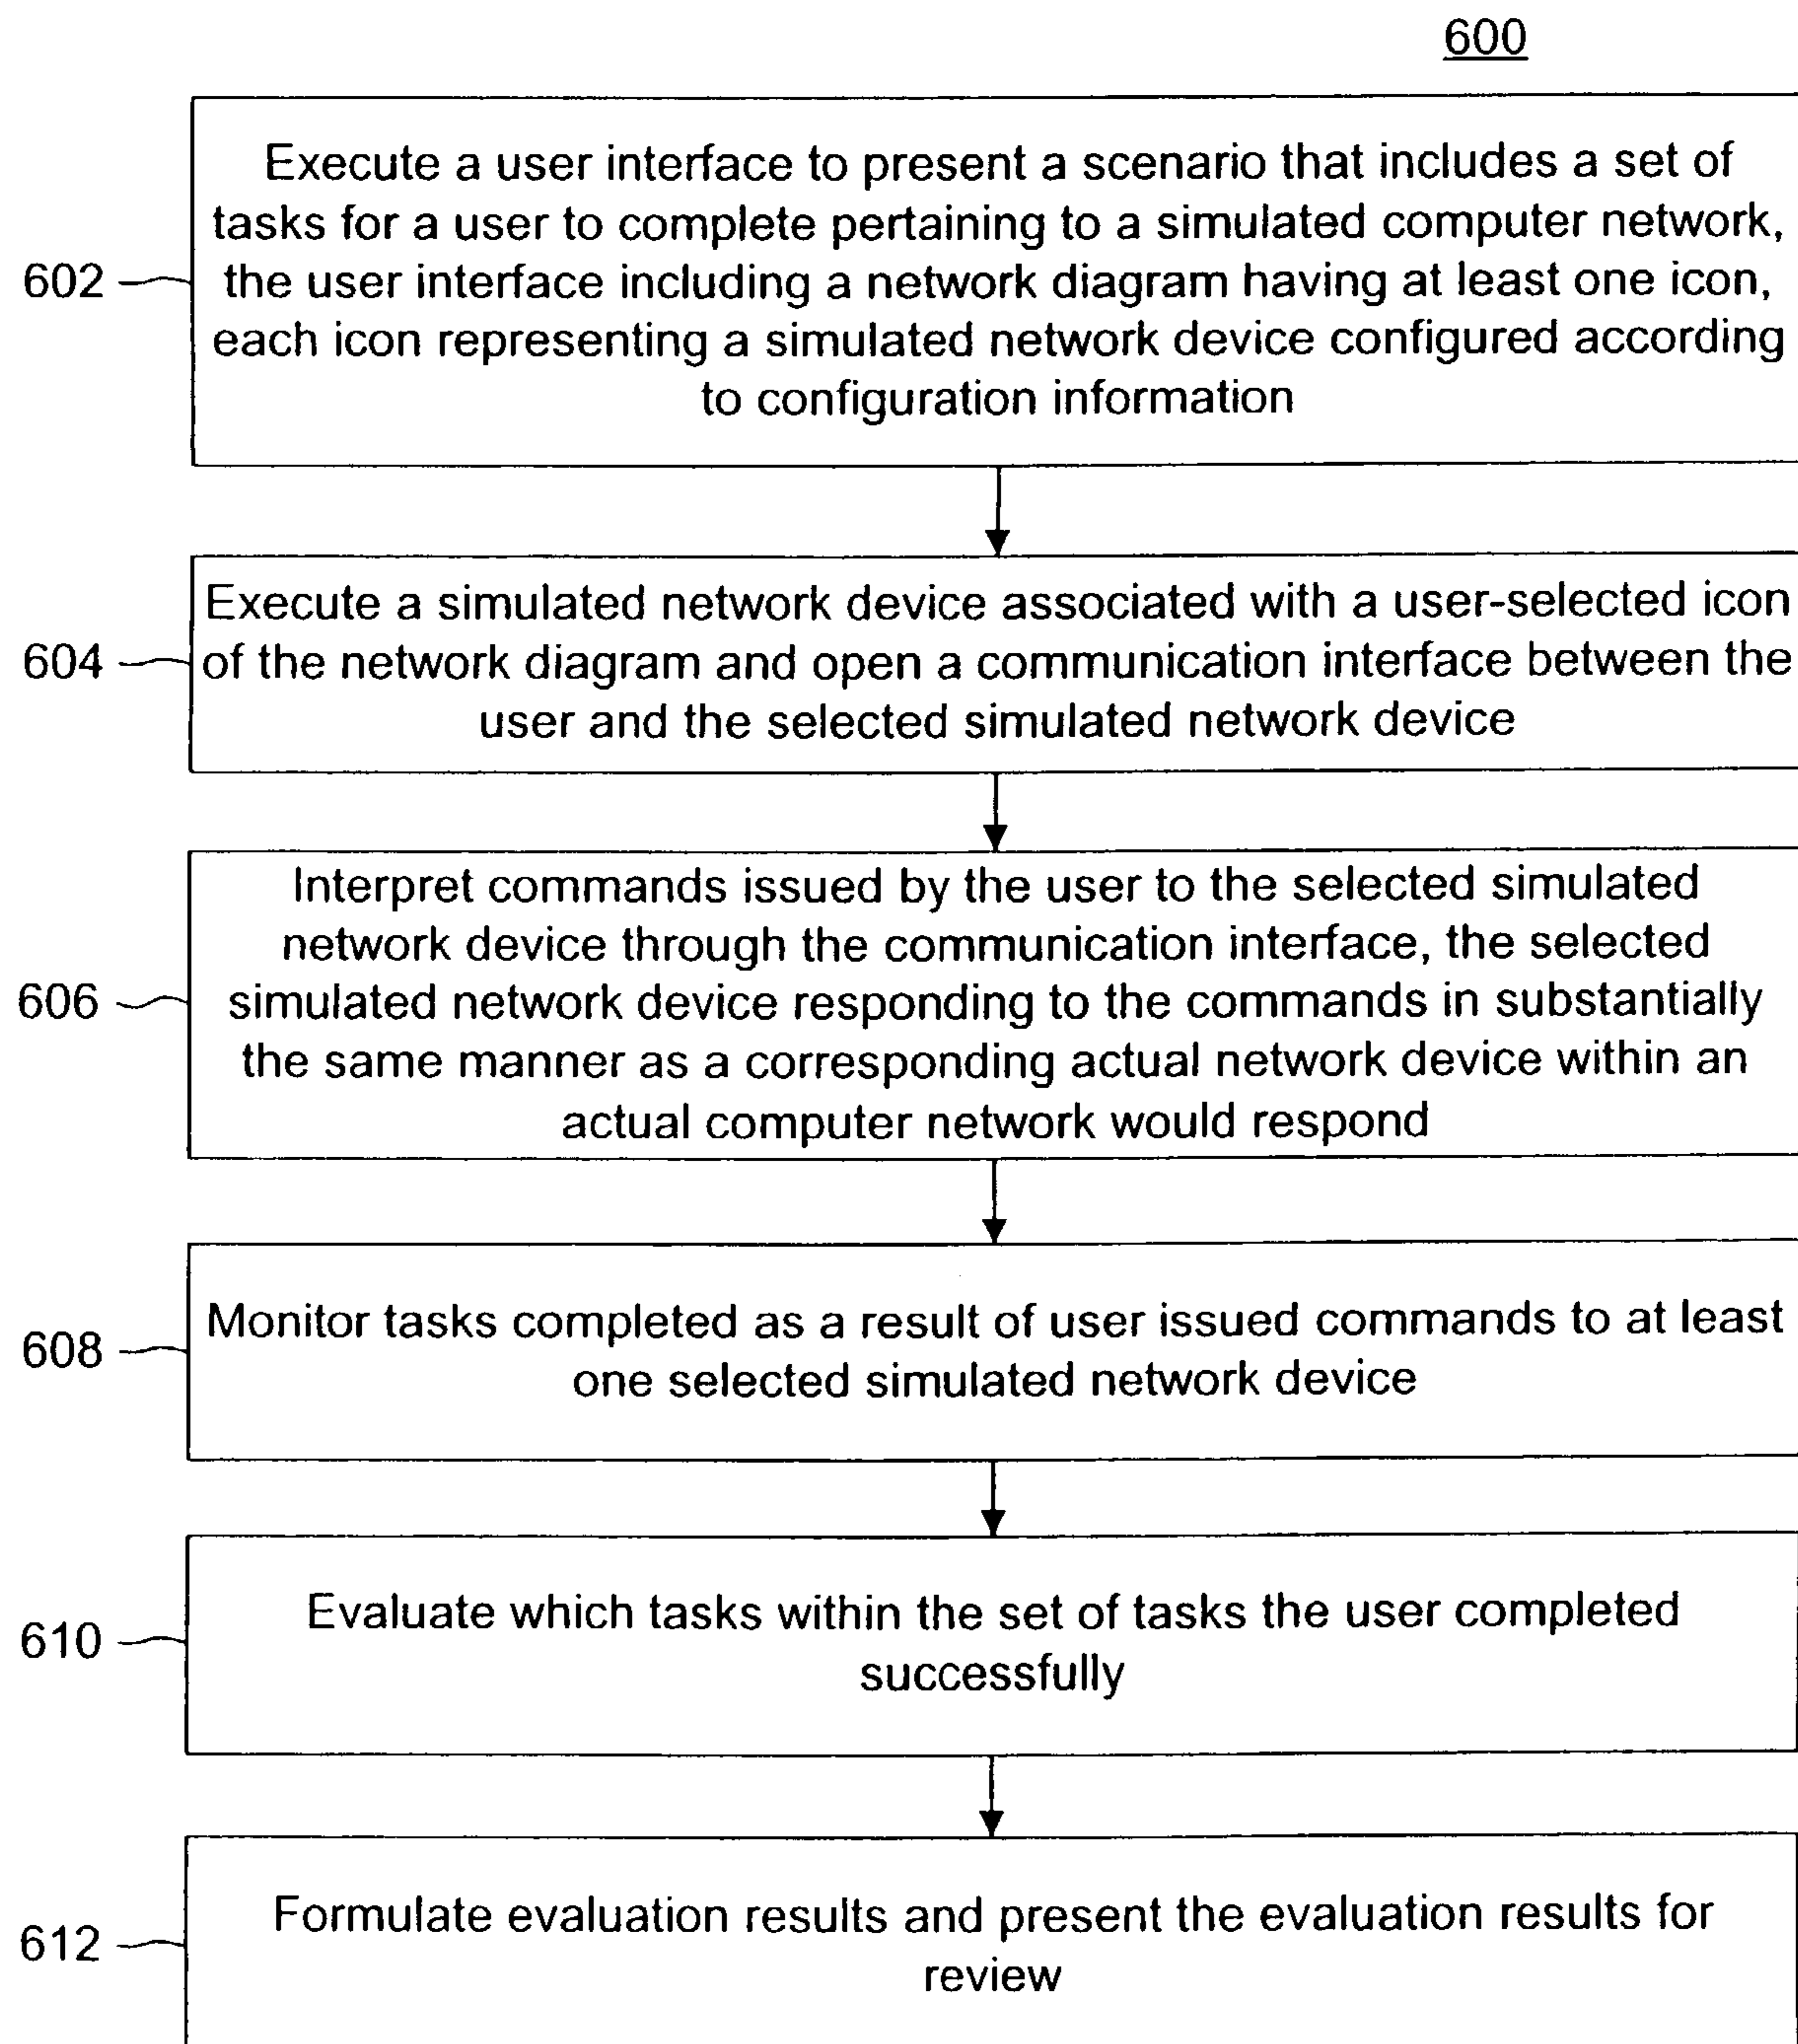 600
Execute a user interface to present a scenario that includes a set of
tasks for a user to complete pertaining to a simulated computer network,
602
the user interface including a network diagram having at least one icon,
each icon representing a simulated network device configured according
to configuration information
Execute a simulated network device associated with a user-selected icon
604
of the network diagram and open a communication interface between the
user and the selected simulated network device
Interpret commands issued by the user to the selected simulated
network device through the communication interface, the selected
606
simulated network device responding to the commands in substantially
the same manner as a corresponding actual network device within an
actual computer network would respond
Monitor tasks completed as a result of user issued commands to at least
608
one selected simulated network device
Evaluate which tasks within the set of tasks the user completed
610
successfully
Formulate evaluation results and present the evaluation results for
612
review